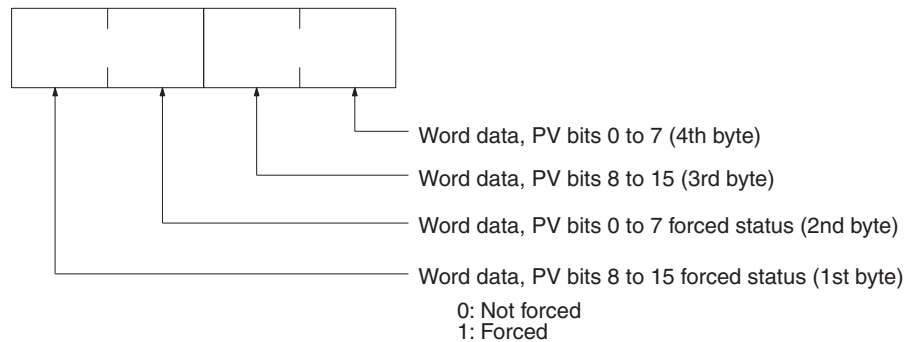 Word data, PV bits 0 to 7 (4th byte)
Word data, PV bits 8 to 15 (3rd byte)
Word data, PV bits 0 to 7 forced status (2nd byte)
Word data, PV bits 8 to 15 forced status (1st byte)
0: Not forced
1: Forced